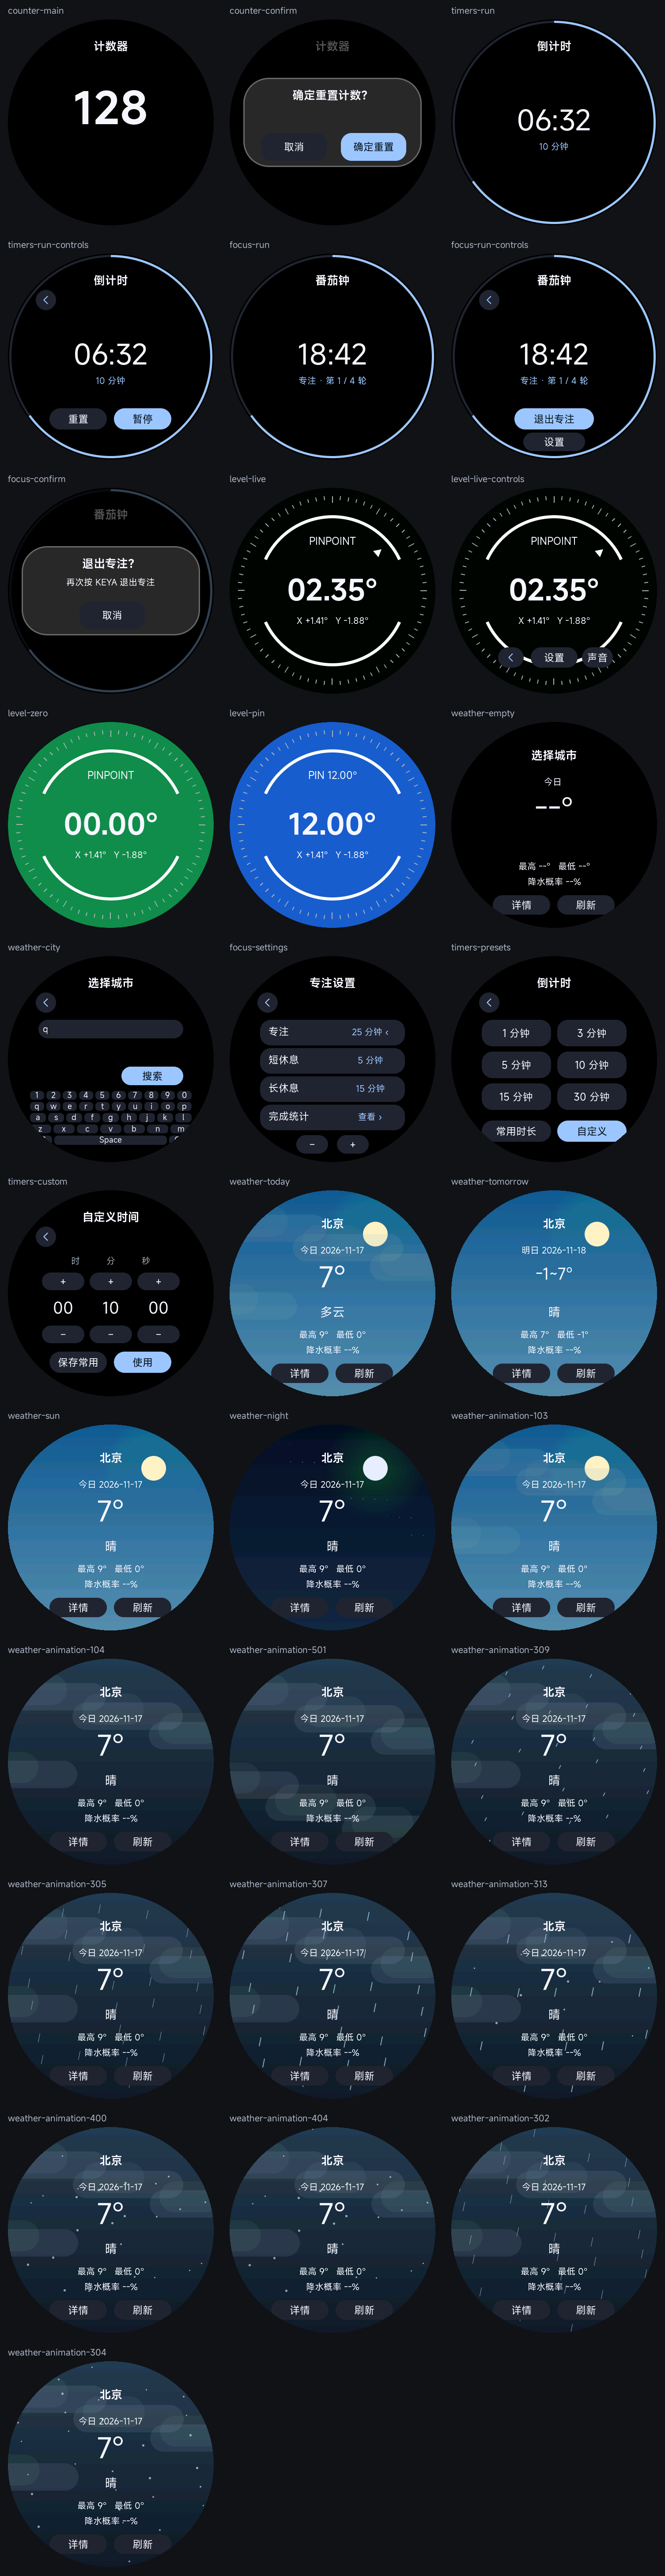 counter-main
计数器
128
counter-confirm
计数器
确定重置计数?
取消
确定重置
timers-run
倒计时
06:32
10 分钟
timers-run-controls
倒计时
06:32
10 分钟
重置
暂停
focus-run
番茄钟
18:42
专注 · 第 1 / 4 轮
focus-run-controls
番茄钟
18:42
专注 · 第 1 / 4 轮
退出专注
设置
focus-confirm
番茄钟
退出专注?
再次按 KEYA 退出专注
取消
level-live
PINPOINT
02.35°
X +1.41° Y -1.88°
level-live-controls
PINPOINT
02.35°
X +1.41° Y -1.88°
设置
声音
level-zero
PINPOINT
00.00°
X +1.41° Y -1.88°
level-pin
PIN 12.00°
12.00°
X +1.41° Y -1.88°
weather-empty
选择城市
今日
--°
最高 --° 最低 --°
降水概率 --%
详情
刷新
weather-city
选择城市
q
搜索
1 2 3 4 5 6 7 8 9 0
q w e r t y u i o p
a s d f g h j k l
z x c v b n m
Space
focus-settings
专注设置
专注 25 分钟 ‹
短休息 5 分钟
长休息 15 分钟
完成统计 查看 ›
− +
timers-presets
倒计时
1 分钟
3 分钟
5 分钟
10 分钟
15 分钟
30 分钟
常用时长
自定义
timers-custom
自定义时间
时 分 秒
+ + +
00 10 00
− − −
保存常用
使用
weather-today
北京
今日 2026-11-17
7°
多云
最高 9° 最低 0°
降水概率 --%
详情
刷新
weather-tomorrow
北京
明日 2026-11-18
-1~7°
晴
最高 7° 最低 -1°
降水概率 --%
详情
刷新
weather-sun
北京
今日 2026-11-17
7°
晴
最高 9° 最低 0°
降水概率 --%
详情
刷新
weather-night
北京
今日 2026-11-17
7°
晴
最高 9° 最低 0°
降水概率 --%
详情
刷新
weather-animation-103
北京
今日 2026-11-17
7°
晴
最高 9° 最低 0°
降水概率 --%
详情
刷新
weather-animation-104
北京
今日 2026-11-17
7°
晴
最高 9° 最低 0°
降水概率 --%
详情
刷新
weather-animation-501
北京
今日 2026-11-17
7°
晴
最高 9° 最低 0°
降水概率 --%
详情
刷新
weather-animation-309
北京
今日 2026-11-17
7°
晴
最高 9° 最低 0°
降水概率 --%
详情
刷新
weather-animation-305
北京
今日 2026-11-17
7°
晴
最高 9° 最低 0°
降水概率 --%
详情
刷新
weather-animation-307
北京
今日 2026-11-17
7°
晴
最高 9° 最低 0°
降水概率 --%
详情
刷新
weather-animation-313
北京
今日 2026-11-17
7°
晴
最高 9° 最低 0°
降水概率 --%
详情
刷新
weather-animation-400
北京
今日 2026-11-17
7°
晴
最高 9° 最低 0°
降水概率 --%
详情
刷新
weather-animation-404
北京
今日 2026-11-17
7°
晴
最高 9° 最低 0°
降水概率 --%
详情
刷新
weather-animation-302
北京
今日 2026-11-17
7°
晴
最高 9° 最低 0°
降水概率 --%
详情
刷新
weather-animation-304
北京
今日 2026-11-17
7°
晴
最高 9° 最低 0°
降水概率 --%
详情
刷新